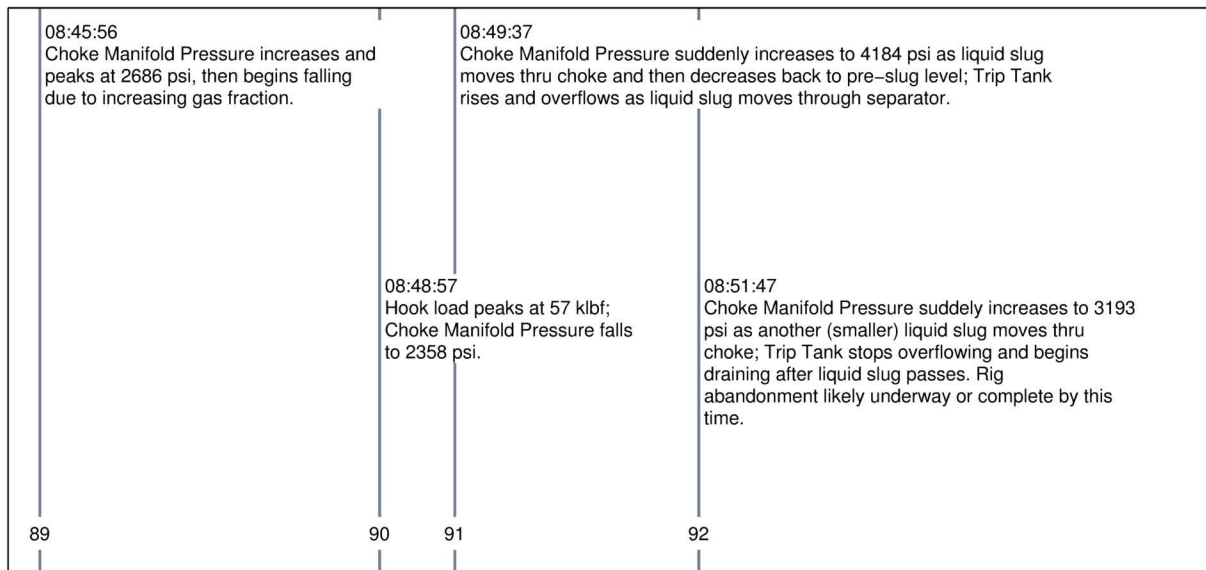 08:45:56
Choke Manifold Pressure increases and
peaks at 2686 psi, then begins falling
due to increasing gas fraction.
08:49:37
Choke Manifold Pressure suddenly increases to 4184 psi as liquid slug
moves thru choke and then decreases back to pre−slug level; Trip Tank
rises and overflows as liquid slug moves through separator.
08:48:57
Hook load peaks at 57 klbf;
Choke Manifold Pressure falls
to 2358 psi.
08:51:47
Choke Manifold Pressure suddely increases to 3193
psi as another (smaller) liquid slug moves thru
choke; Trip Tank stops overflowing and begins
draining after liquid slug passes. Rig
abandonment likely underway or complete by this
time.
89
90
91
92